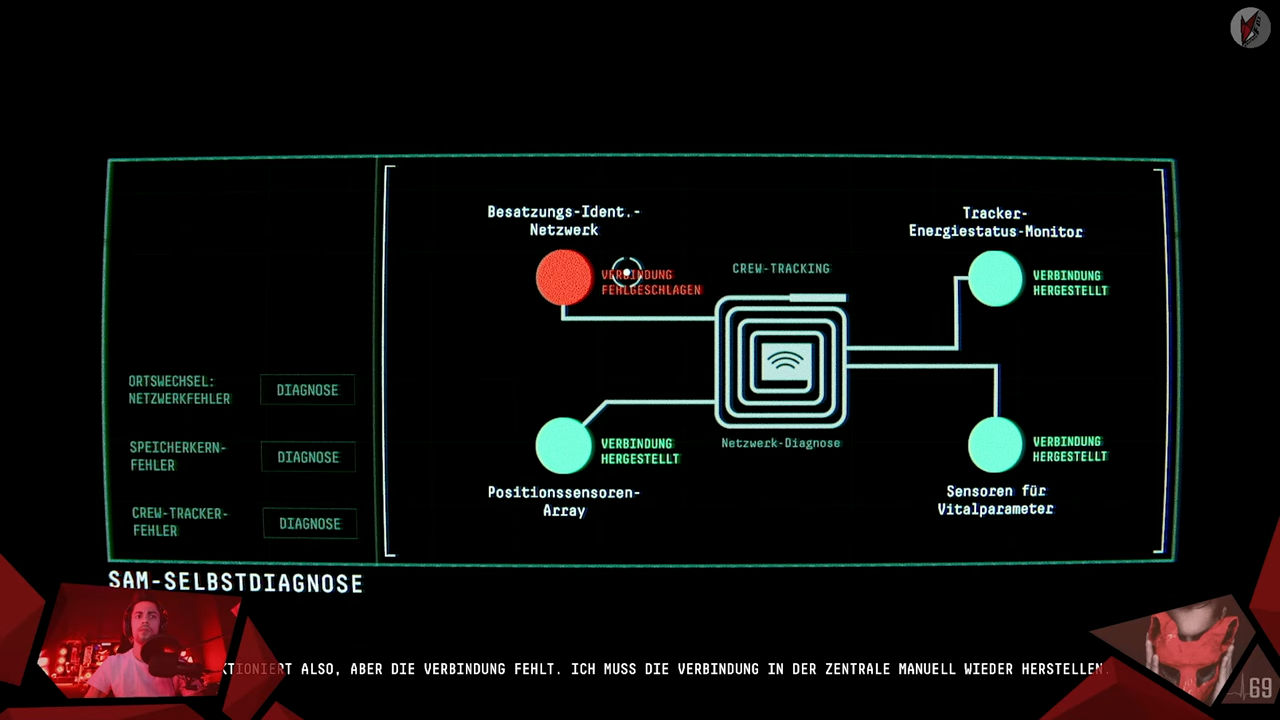 Besatzungs-Ident.-
Netzwerk
VERBINDUNG
FEHLGESCHLAGEN
CREW-TRACKING
Tracker-
Energiestatus-Monitor
VERBINDUNG
HERGESTELLT
ORTSWECHSEL:
NETZWERKFEHLER
DIAGNOSE
SPEICHERKERN-
FEHLER
DIAGNOSE
CREW-TRACKER-
FEHLER
DIAGNOSE
VERBINDUNG
HERGESTELLT
Positionssensoren-
Array
Netzwerk-Diagnose
VERBINDUNG
HERGESTELLT
Sensoren für
Vitalparameter
SAM-SELBSTDIAGNOSE
ALSO, ABER DIE VERBINDUNG FEHLT. ICH MUSS DIE VERBINDUNG IN DER ZENTRALE MANUELL WIEDER HERSTELLEN.
69